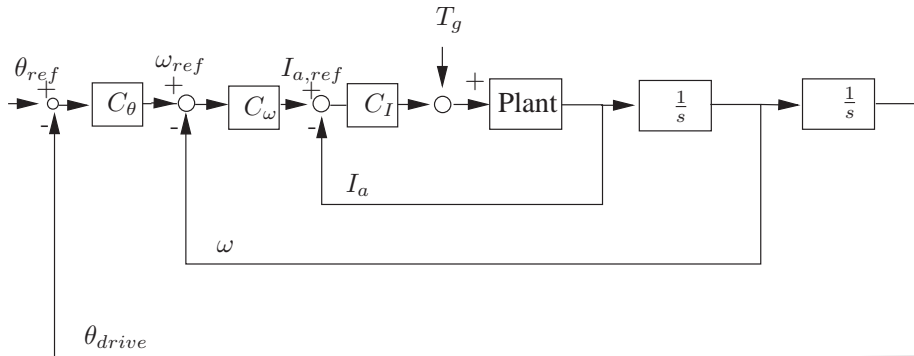 T_g
θ_ref + ω_ref + I_a,ref + +
C_θ C_ω C_I Plant 1/s 1/s
- - -
I_a
ω
θ_drive